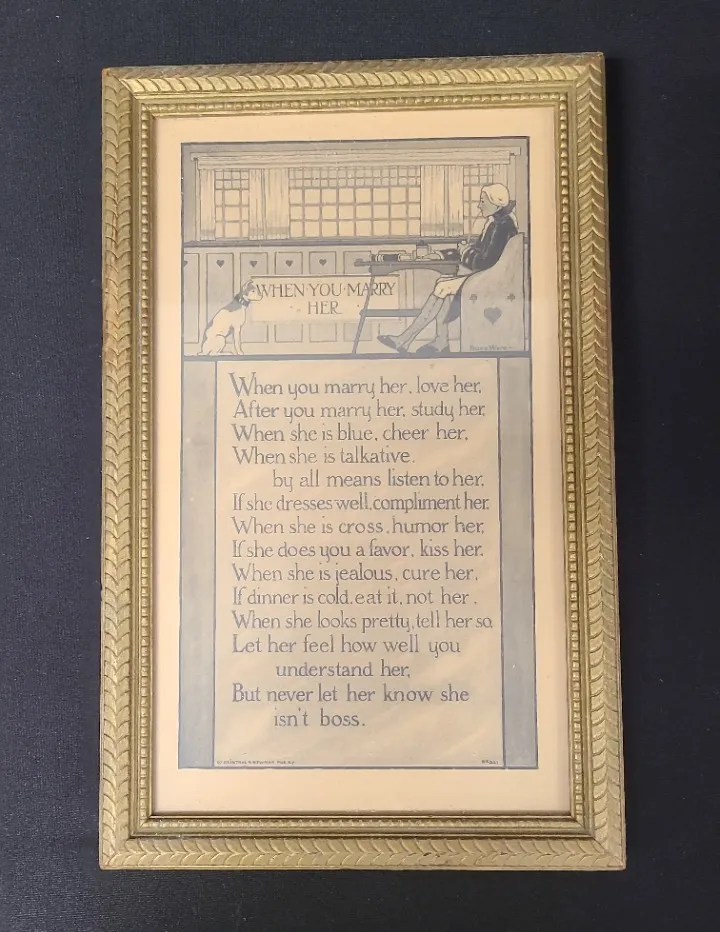 WHEN·YOU·MARRY
HER
When you marry her, love her,
After you marry her, study her,
When she is blue, cheer her,
When she is talkative,
by all means listen to her.
If she dresses well, compliment her.
When she is cross, humor her,
If she does you a favor, kiss her.
When she is jealous, cure her,
If dinner is cold, eat it, not her.
When she looks pretty, tell her so,
Let her feel how well you
understand her,
But never let her know she
isn't boss.